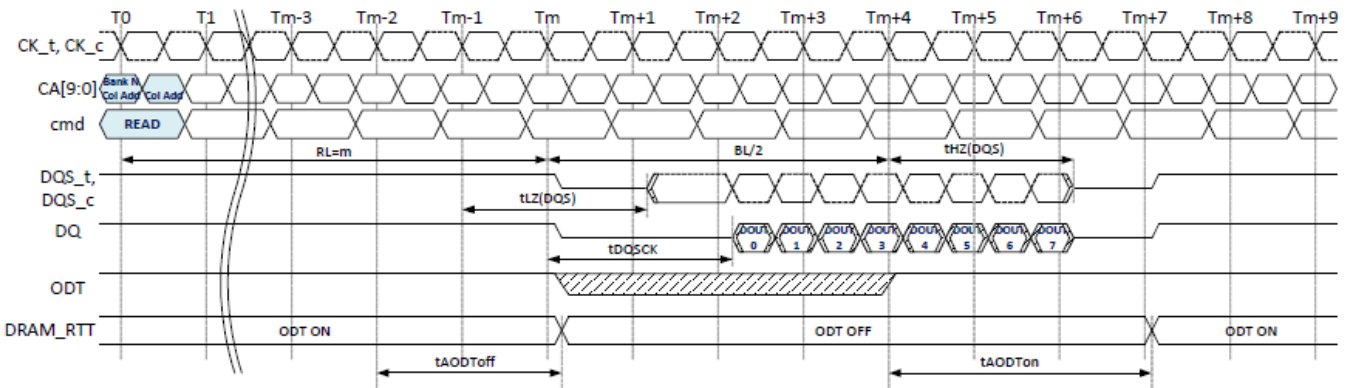 T0 T1 Tm-3 Tm-2 Tm-1 Tm Tm+1 Tm+2 Tm+3 Tm+4 Tm+5 Tm+6 Tm+7 Tm+8 Tm+9
CK_t, CK_c
CA[9:0] Bank N Col Add Col Add
cmd READ
RL=m BL/2 tHZ(DQS)
DQS_t,
DQS_c
tLZ(DQS)
DQ DOUT 0 DOUT 1 DOUT 2 DOUT 3 DOUT 4 DOUT 5 DOUT 6 DOUT 7
tDQSCK
ODT
DRAM_RTT ODT ON ODT OFF ODT ON
tAODToff tAODTon